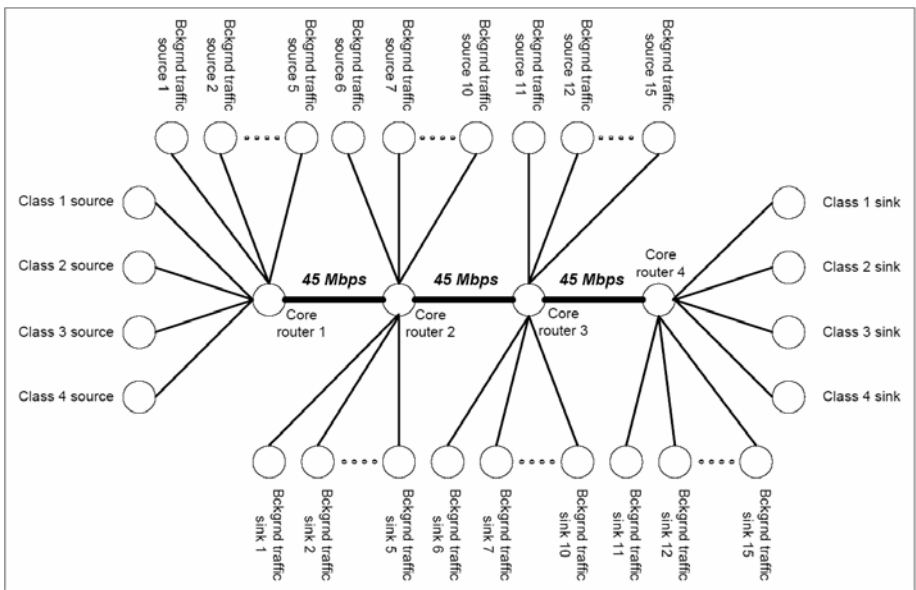 Bckgrnd traffic
source 1
Bckgrnd traffic
source 2
Bckgrnd traffic
source 5
Bckgrnd traffic
source 6
Bckgrnd traffic
source 7
Bckgrnd traffic
source 10
Bckgrnd traffic
source 11
Bckgrnd traffic
source 12
Bckgrnd traffic
source 15
Class 1 source
Class 2 source
Class 3 source
Class 4 source
45 Mbps
45 Mbps
45 Mbps
Core
router 1
Core
router 2
Core
router 3
Core
router 4
Class 1 sink
Class 2 sink
Class 3 sink
Class 4 sink
Bckgrnd traffic
sink 1
Bckgrnd traffic
sink 2
Bckgrnd traffic
sink 5
Bckgrnd traffic
sink 6
Bckgrnd traffic
sink 7
Bckgrnd traffic
sink 10
Bckgrnd traffic
sink 11
Bckgrnd traffic
sink 12
Bckgrnd traffic
sink 15